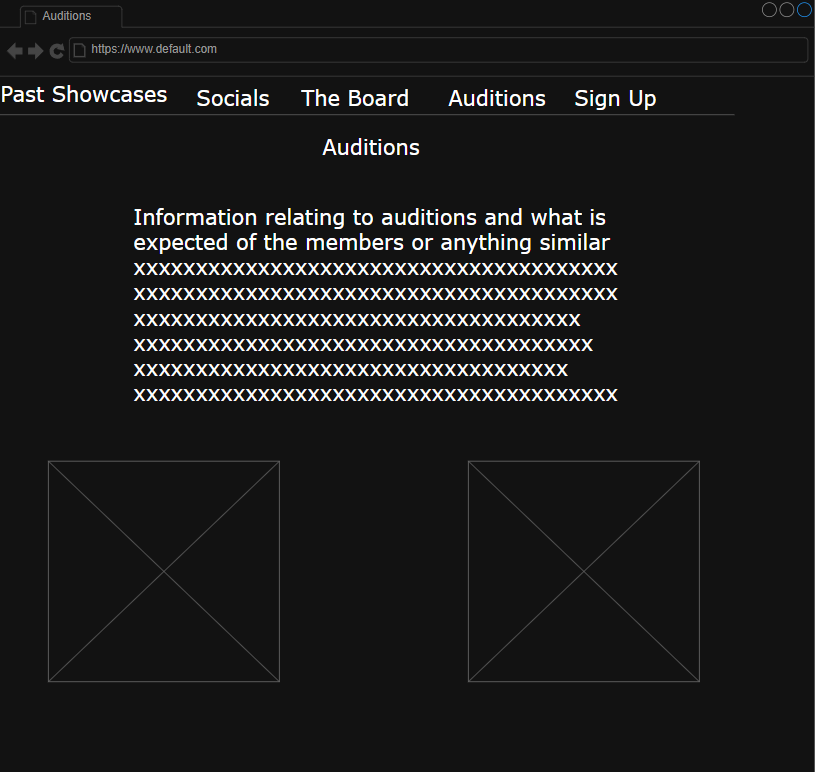 Auditions
https://www.default.com
Past Showcases Socials The Board Auditions Sign Up
Auditions
Information relating to auditions and what is
expected of the members or anything similar
xxxxxxxxxxxxxxxxxxxxxxxxxxxxxxxxxxxxxxx
xxxxxxxxxxxxxxxxxxxxxxxxxxxxxxxxxxxxxxx
xxxxxxxxxxxxxxxxxxxxxxxxxxxxxxxxxxxx
xxxxxxxxxxxxxxxxxxxxxxxxxxxxxxxxxxxxx
xxxxxxxxxxxxxxxxxxxxxxxxxxxxxxxxxxx
xxxxxxxxxxxxxxxxxxxxxxxxxxxxxxxxxxxxxxx